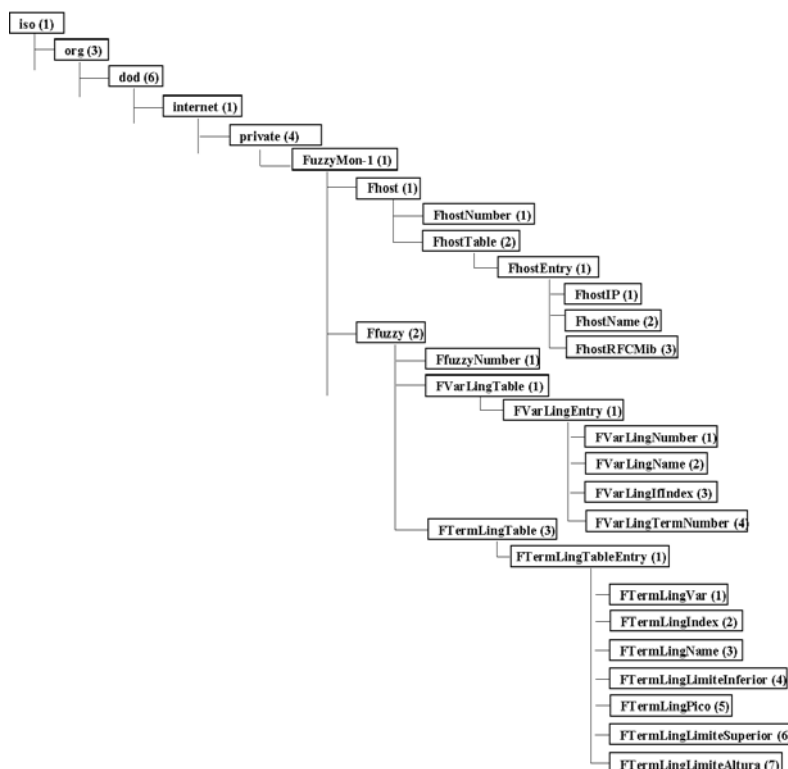 iso (1)
org (3)
dod (6)
internet (1)
private (4)
FuzzyMon-1 (1)
Fhost (1)
FhostNumber (1)
FhostTable (2)
FhostEntry (1)
FhostIP (1)
FhostName (2)
FhostRFCMib (3)
Ffuzzy (2)
FfuzzyNumber (1)
FVarLingTable (1)
FVarLingEntry (1)
FVarLingNumber (1)
FVarLingName (2)
FVarLingIfIndex (3)
FVarLingTermNumber (4)
FTermLingTable (3)
FTermLingTableEntry (1)
FTermLingVar (1)
FTermLingIndex (2)
FTermLingName (3)
FTermLingLimiteInferior (4)
FTermLingPico (5)
FTermLingLimiteSuperior (6
FTermLingLimiteAltura (7)